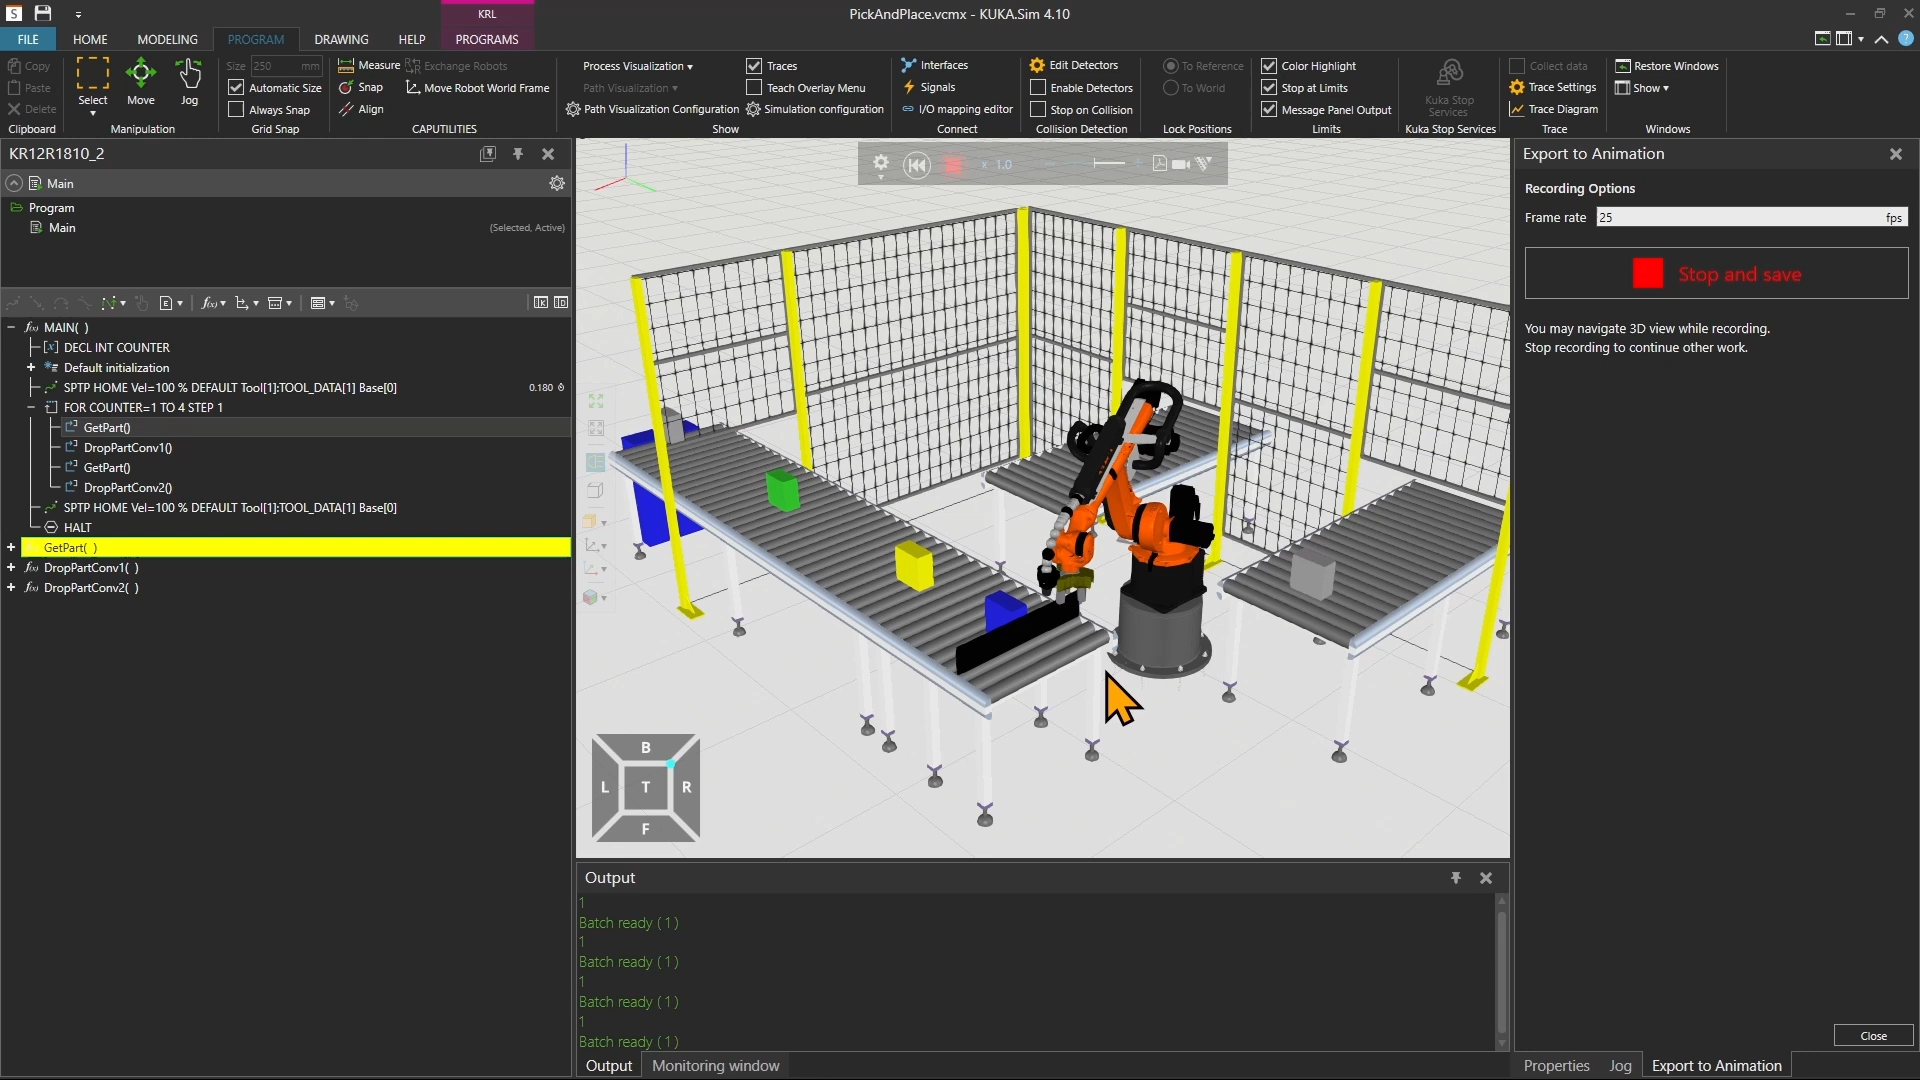 S
PickAndPlace.vcmx - KUKA.Sim 4.10
KRL
FILE HOME MODELING PROGRAM DRAWING HELP PROGRAMS
Copy
Paste
Delete
Clipboard
Select
Move
Jog
Manipulation
Size 250 mm
Automatic Size
Always Snap
Grid Snap
Measure
Snap
Align
Exchange Robots
Move Robot World Frame
CAPUTILITIES
Process Visualization
Path Visualization
Path Visualization Configuration
Traces
Teach Overlay Menu
Simulation configuration
Show
Interfaces
Signals
I/O mapping editor
Connect
Edit Detectors
Enable Detectors
Stop on Collision
Collision Detection
To Reference
To World
Lock Positions
Color Highlight
Stop at Limits
Message Panel Output
Limits
Kuka Stop
Services
Kuka Stop Services
Collect data
Trace Settings
Trace Diagram
Trace
Restore Windows
Show
Windows
KR12R1810_2
Main
Program
Main (Selected, Active)
MAIN( )
DECL INT COUNTER
Default initialization
SPTP HOME Vel=100 % DEFAULT Tool[1]:TOOL_DATA[1] Base[0] 0.180
FOR COUNTER=1 TO 4 STEP 1
GetPart()
DropPartConv1()
GetPart()
DropPartConv2()
SPTP HOME Vel=100 % DEFAULT Tool[1]:TOOL_DATA[1] Base[0]
HALT
GetPart( )
DropPartConv1( )
DropPartConv2( )
x 1.0
B
L T R
F
Output
1
Batch ready (1)
1
Batch ready (1)
1
Batch ready (1)
1
Batch ready (1)
Output Monitoring window
Export to Animation
Recording Options
Frame rate 25 fps
Stop and save
You may navigate 3D view while recording.
Stop recording to continue other work.
Close
Properties Jog Export to Animation